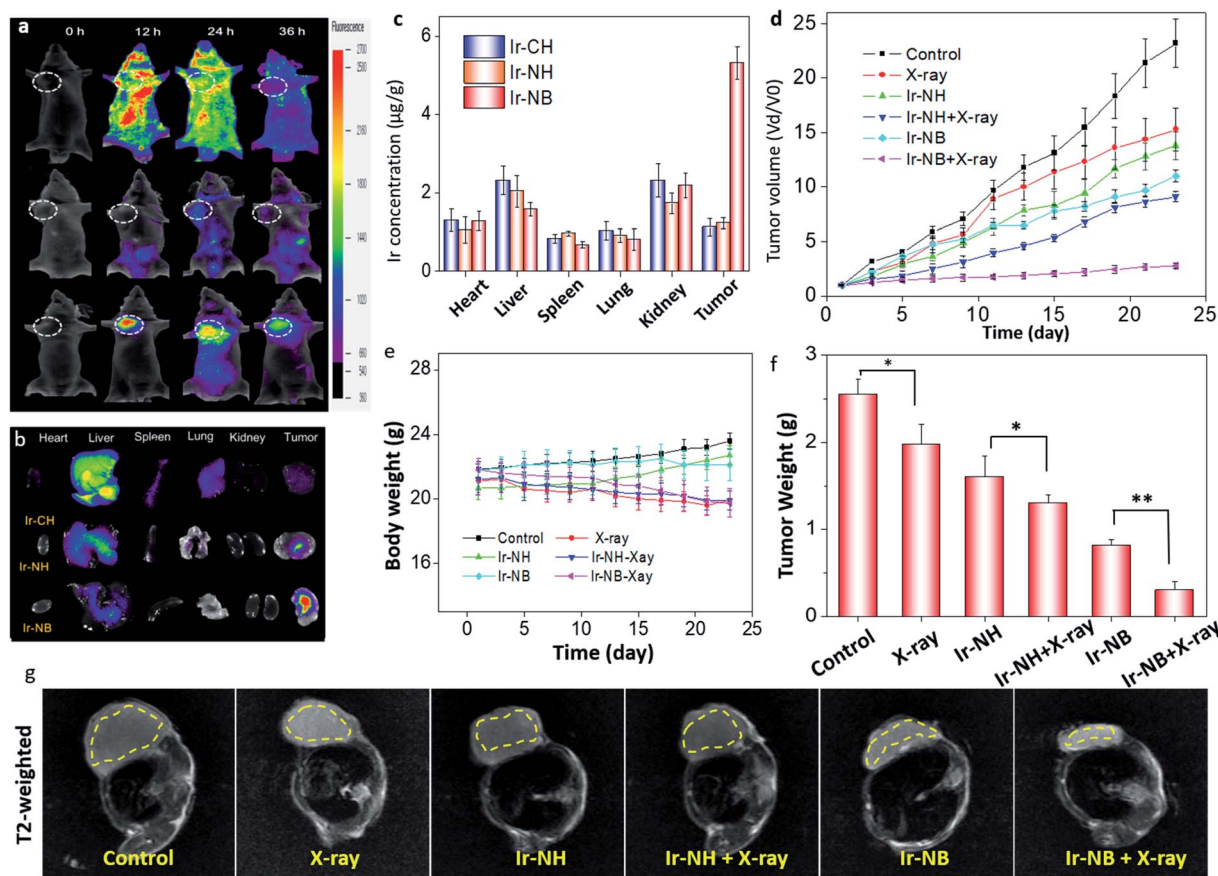 a
0 h 12 h 24 h 36 h
Fluorescence
2700
2500
2160
1800
1440
1020
660
540
360
b
Heart Liver Spleen Lung Kidney Tumor
Ir-CH
Ir-NH
Ir-NB
c
Ir concentration (µg/g)
6
4
2
0
Ir-CH
Ir-NH
Ir-NB
Heart Liver Spleen Lung Kidney Tumor
d
Tumor volume (Vd/V0)
25
20
15
10
5
0
Control
X-ray
Ir-NH
Ir-NH+X-ray
Ir-NB
Ir-NB+X-ray
0 5 10 15 20 25
Time (day)
e
Body weight (g)
26
24
22
20
18
16
Control X-ray
Ir-NH Ir-NH-Xay
Ir-NB Ir-NB-Xay
0 5 10 15 20 25
Time (day)
f
Tumor Weight (g)
3
2
1
0
* * **
Control X-ray Ir-NH Ir-NH+X-ray Ir-NB Ir-NB+X-ray
g
T2-weighted
Control X-ray Ir-NH Ir-NH + X-ray Ir-NB Ir-NB + X-ray